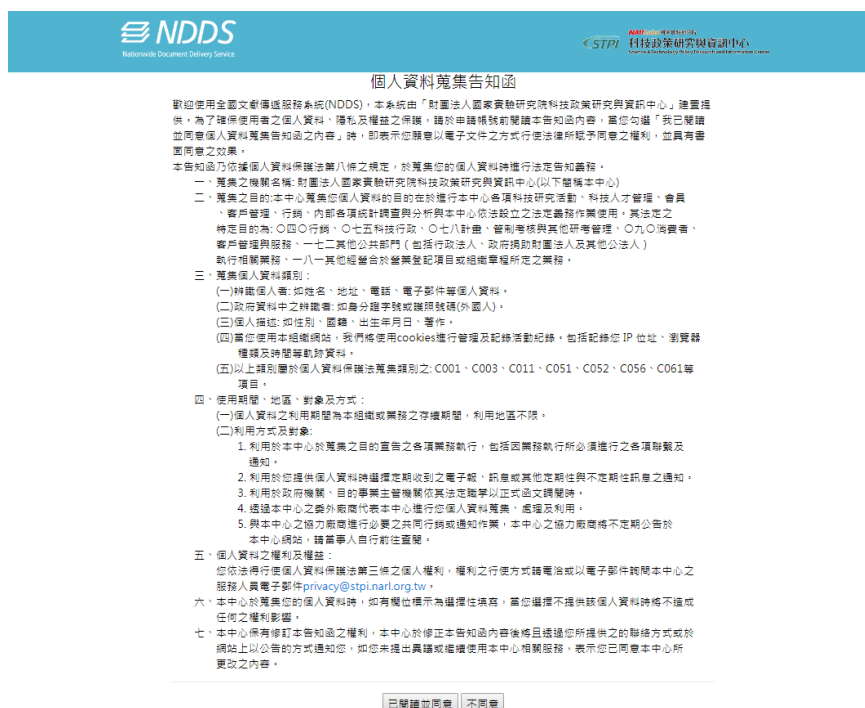 NDDS
Nationwide Document Delivery Service
STPI 科技政策研究與資訊中心
Science & Technology Policy Research and Information Center
個人資料蒐集告知函
歡迎使用全國文獻傳遞服務系統(NDDS)，本系統由「財團法人國家實驗研究院科技政策研究與資訊中心」建置提
供。為了確保使用者之個人資料、隱私及權益之保護，請於申請帳號前閱讀本告知函內容，當您勾選「我已閱讀
並同意個人資料蒐集告知函之內容」時，即表示您願意以電子文件之方式行使法律所賦予同意之權利，並具有書
面同意之效果。
本告知函乃依據個人資料保護法第八條之規定，於蒐集您的個人資料時進行法定告知義務。
一、蒐集之機關名稱: 財團法人國家實驗研究院科技政策研究與資訊中心(以下簡稱本中心)
二、蒐集之目的:本中心蒐集您個人資料的目的在於進行本中心各項科技研究活動、科技人才管理、會員
、客戶管理、行銷、內部各項統計調查與分析與本中心依法設立之法定義務作業使用。其法定之
特定目的為: ○四○行銷、○七五科技行政、○七八計畫、管制考核與其他研考管理、○九○消費者、
客戶管理與服務、一七二其他公共部門（包括行政法人、政府捐助財團法人及其他公法人）
執行相關業務、一八一其他經營合於營業登記項目或組織章程所定之業務。
三、蒐集個人資料類別：
(一)辨識個人者: 如姓名、地址、電話、電子郵件等個人資料。
(二)政府資料中之辨識者: 如身分證字號或護照號碼(外國人)。
(三)個人描述: 如性別、國籍、出生年月日、著作。
(四)當您使用本組織網站，我們將使用cookies進行管理及記錄活動紀錄。包括記錄您 IP 位址、瀏覽器
種類及時間等軌跡資料。
(五)以上類別屬於個人資料保護法蒐集類別之: C001、C003、C011、C051、C052、C056、C061等
項目。
四、使用期間、地區、對象及方式：
(一)個人資料之利用期間為本組織或業務之存續期間，利用地區不限。
(二)利用方式及對象:
1. 利用於本中心於蒐集之目的宣告之各項業務執行，包括因業務執行所必須進行之各項聯繫及
通知。
2. 利用於您提供個人資料時選擇定期收到之電子報、訊息或其他定期性與不定期性訊息之通知。
3. 利用於政府機關、目的事業主管機關依其法定職掌以正式函文調閱時。
4. 透過本中心之委外廠商代表本中心進行您個人資料蒐集、處理及利用。
5. 與本中心之協力廠商進行必要之共同行銷或通知作業，本中心之協力廠商將不定期公告於
本中心網站，請當事人自行前往查閱。
五、個人資料之權利及權益：
您依法得行使個人資料保護法第三條之個人權利，權利之行使方式請電洽或以電子郵件詢問本中心之
服務人員電子郵件privacy@stpi.narl.org.tw。
六、本中心於蒐集您的個人資料時，如有欄位標示為選擇性填寫，當您選擇不提供該個人資料時將不造成
任何之權利影響。
七、本中心保有修訂本告知函之權利，本中心於修正本告知函內容後將且透過您所提供之聯絡方式或於
網站上以公告的方式通知您，如您未提出異議或繼續使用本中心相關服務，表示您已同意本中心所
更改之內容。
已閱讀並同意 不同意